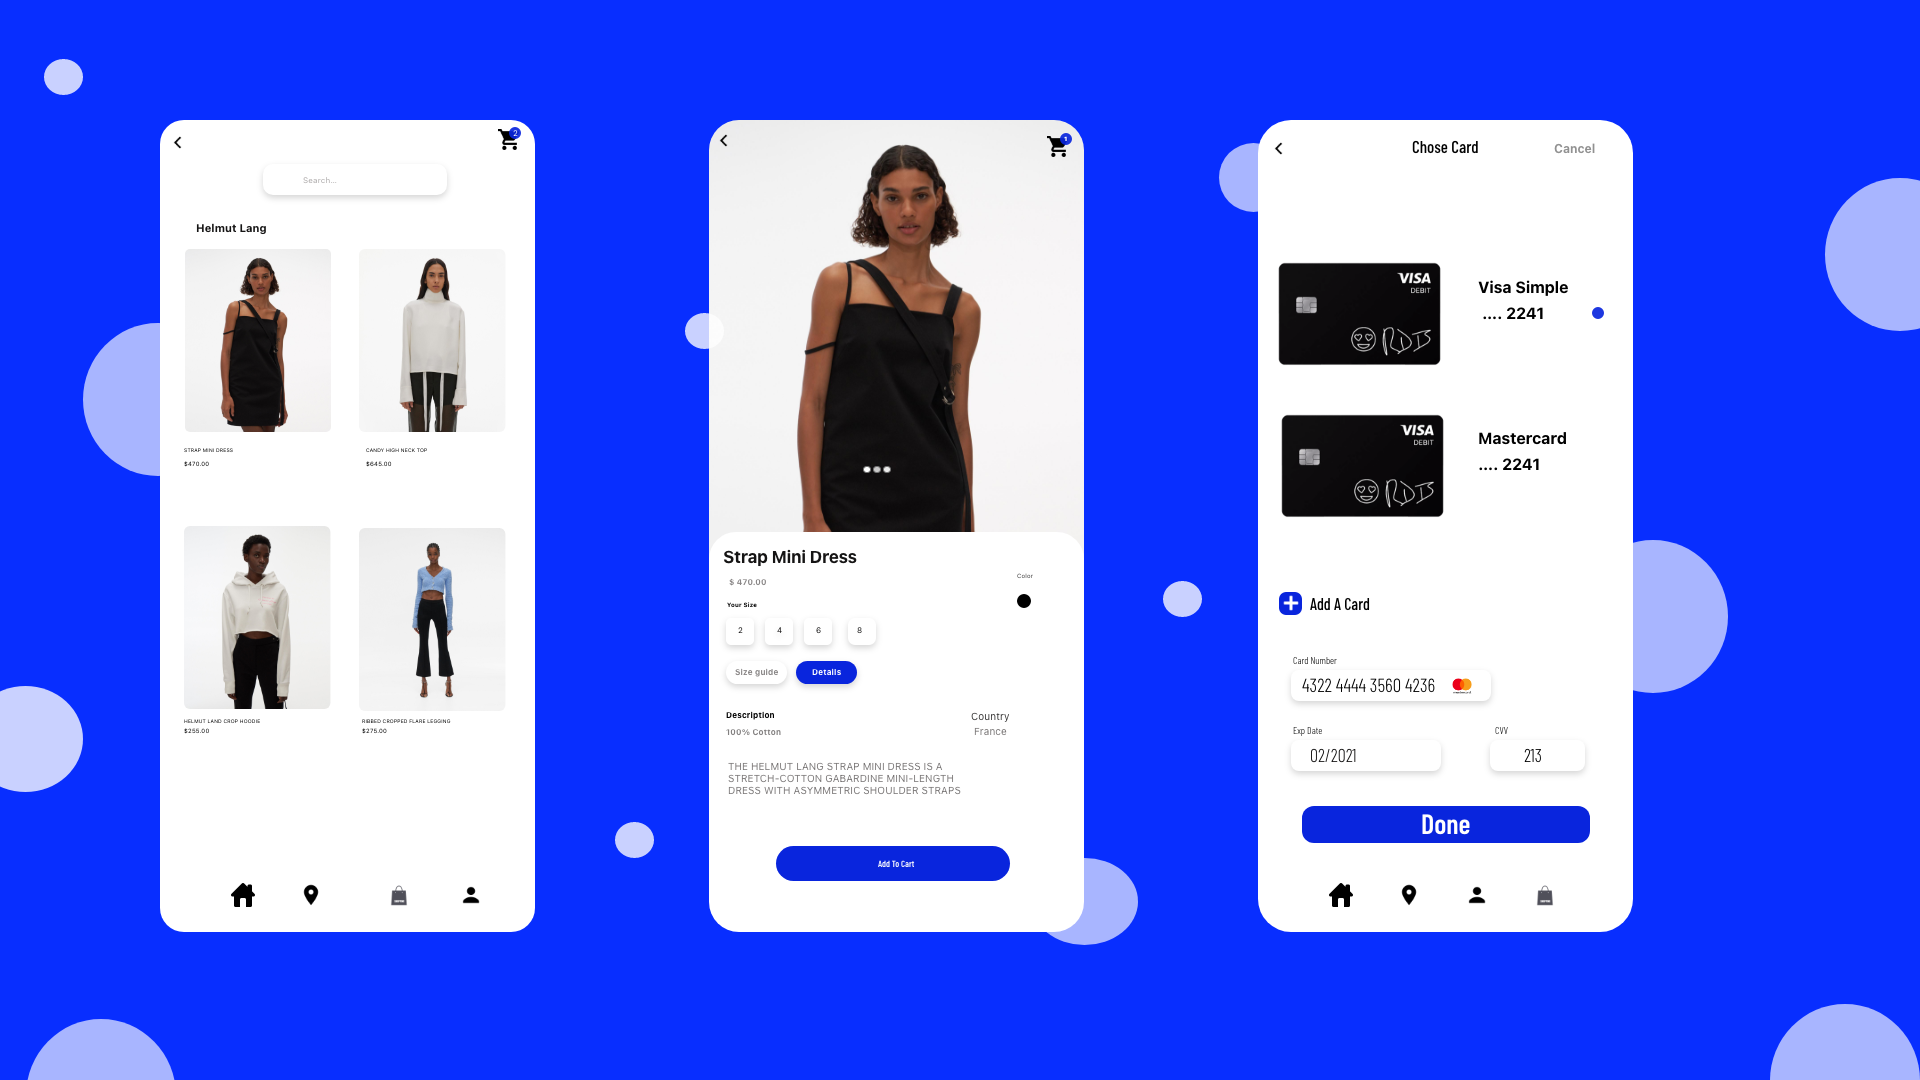 2
Search...
Helmut Lang
STRAP MINI DRESS
$470.00
CANDY HIGH NECK TOP
$645.00
HELMUT LAND CROP HOODIE
$255.00
RIBBED CROPPED FLARE LEGGING
$275.00
1
Strap Mini Dress
$ 470.00
Color
Your Size
2 4 6 8
Size guide
Details
Description
100% Cotton
Country
France
THE HELMUT LANG STRAP MINI DRESS IS A
STRETCH-COTTON GABARDINE MINI-LENGTH
DRESS WITH ASYMMETRIC SHOULDER STRAPS
Add To Cart
Chose Card
Cancel
VISA
DEBIT
Visa Simple
.... 2241
VISA
DEBIT
Mastercard
.... 2241
Add A Card
Card Number
4322 4444 3560 4236
Exp Date
02/2021
CVV
213
Done